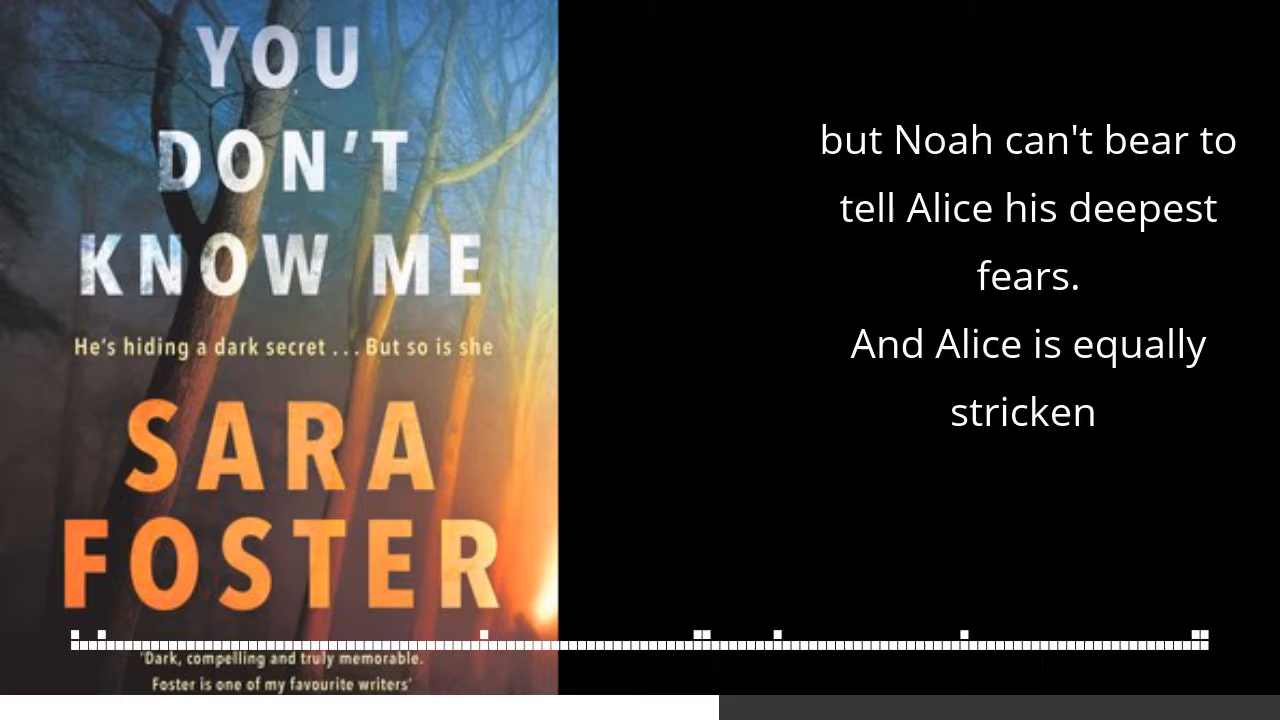 YOU
DON'T
KNOW ME
He's hiding a dark secret . . . But so is she
SARA
FOSTER
'Dark, compelling and truly memorable.
Foster is one of my favourite writers'
but Noah can't bear to
tell Alice his deepest
fears.
And Alice is equally
stricken